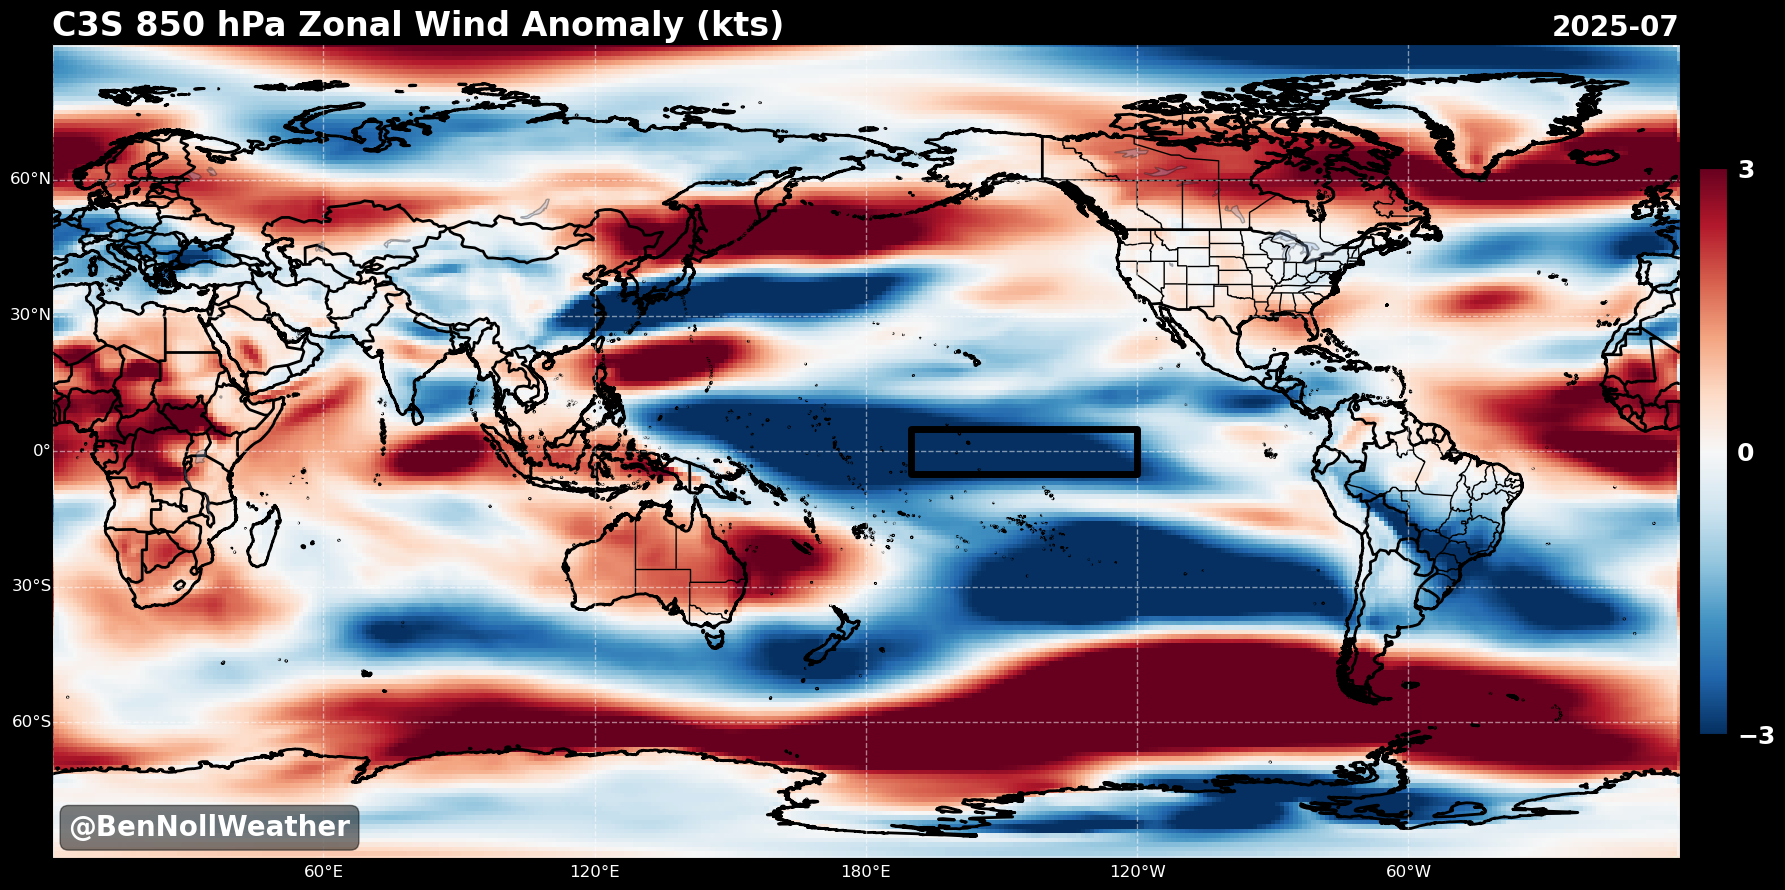 C3S 850 hPa Zonal Wind Anomaly (kts)
2025-07
60°N
30°N
0°
30°S
60°S
3
0
−3
@BenNollWeather
60°E
120°E
180°E
120°W
60°W